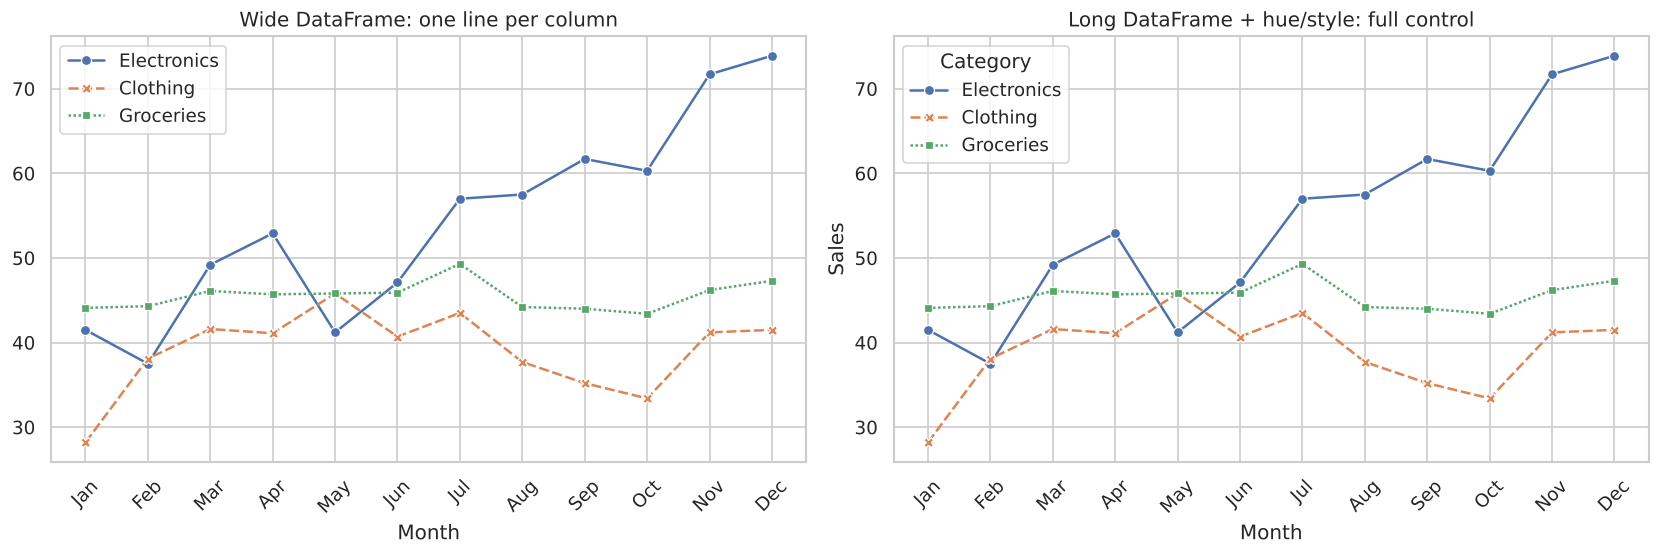 Wide DataFrame: one line per column
Electronics
Clothing
Groceries
70
60
50
40
30
Jan
Feb
Mar
Apr
May
Jun
Jul
Aug
Sep
Oct
Nov
Dec
Month
Long DataFrame + hue/style: full control
Category
Electronics
Clothing
Groceries
Sales
70
60
50
40
30
Jan
Feb
Mar
Apr
May
Jun
Jul
Aug
Sep
Oct
Nov
Dec
Month